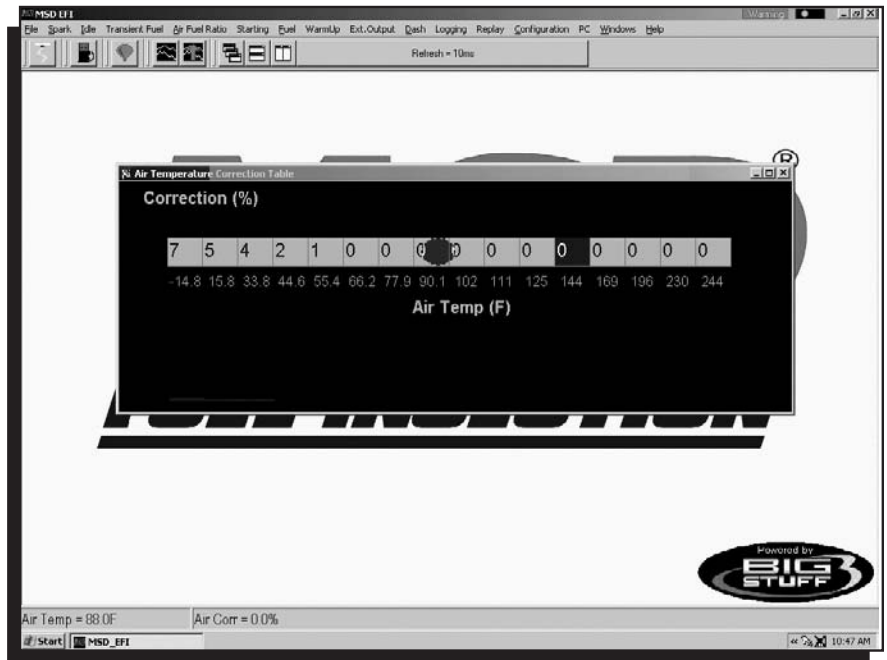 MSD EFI Warning
File Spark Idle Transient Fuel Air Fuel Ratio Starting Fuel WarmUp Ext.Output Dash Logging Replay Configuration PC Windows Help
Refresh = 10ms
®
Air Temperature Correction Table
Correction (%)
7 5 4 2 1 0 0 0 0 0 0 0 0 0 0 0
-14.8 15.8 33.8 44.6 55.4 66.2 77.9 90.1 102 111 125 144 169 196 230 244
Air Temp (F)
Powered by
BIG
STUFF 3
Air Temp = 88.0F Air Corr = 0.0%
Start MSD_EFI 10:47 AM